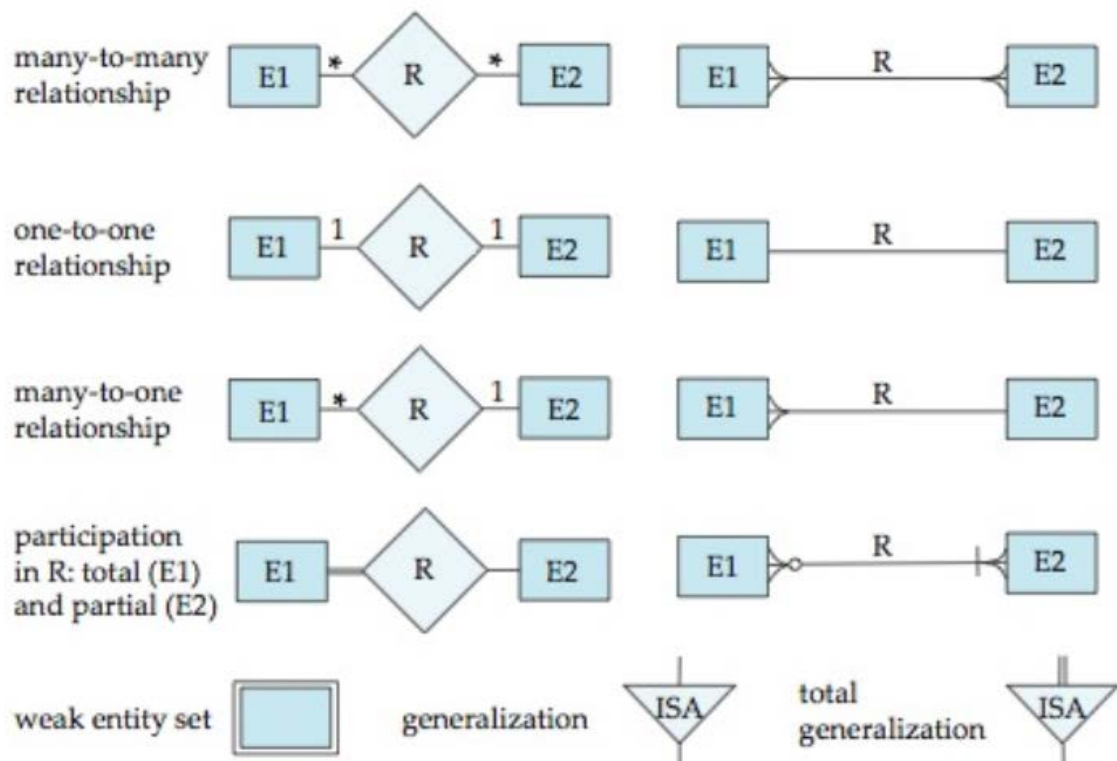 many-to-many
relationship
E1 * R * E2
E1 R E2
one-to-one
relationship
E1 1 R 1 E2
E1 R E2
many-to-one
relationship
E1 * R 1 E2
E1 R E2
participation
in R: total (E1)
and partial (E2)
E1 R E2
E1 R E2
weak entity set
generalization
ISA
total
generalization
ISA